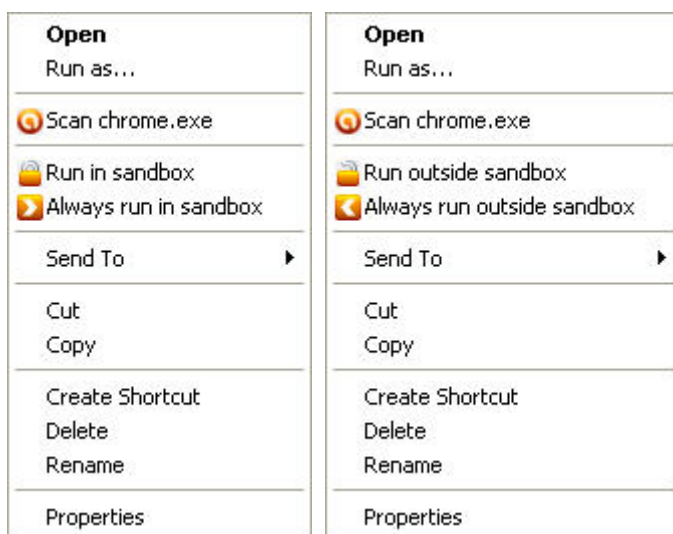 Open
Run as...
Scan chrome.exe
Run in sandbox
Always run in sandbox
Send To
Cut
Copy
Create Shortcut
Delete
Rename
Properties
Open
Run as...
Scan chrome.exe
Run outside sandbox
Always run outside sandbox
Send To
Cut
Copy
Create Shortcut
Delete
Rename
Properties